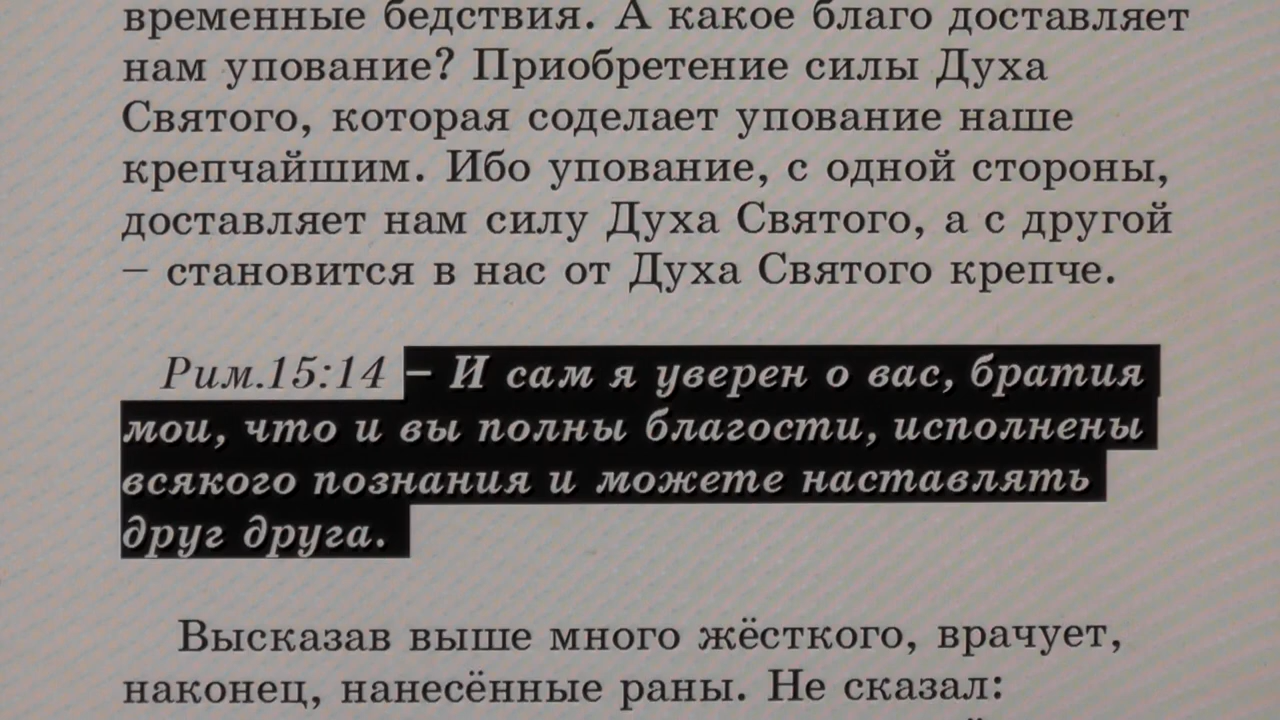 временные бедствия. А какое благо доставляет
нам упование? Приобретение силы Духа
Святого, которая соделает упование наше
крепчайшим. Ибо упование, с одной стороны,
доставляет нам силу Духа Святого, а с другой
– становится в нас от Духа Святого крепче.
Рим.15:14 – И сам я уверен о вас, братия
мои, что и вы полны благости, исполнены
всякого познания и можете наставлять
друг друга.
Высказав выше много жёсткого, врачует,
наконец, нанесённые раны. Не сказал: